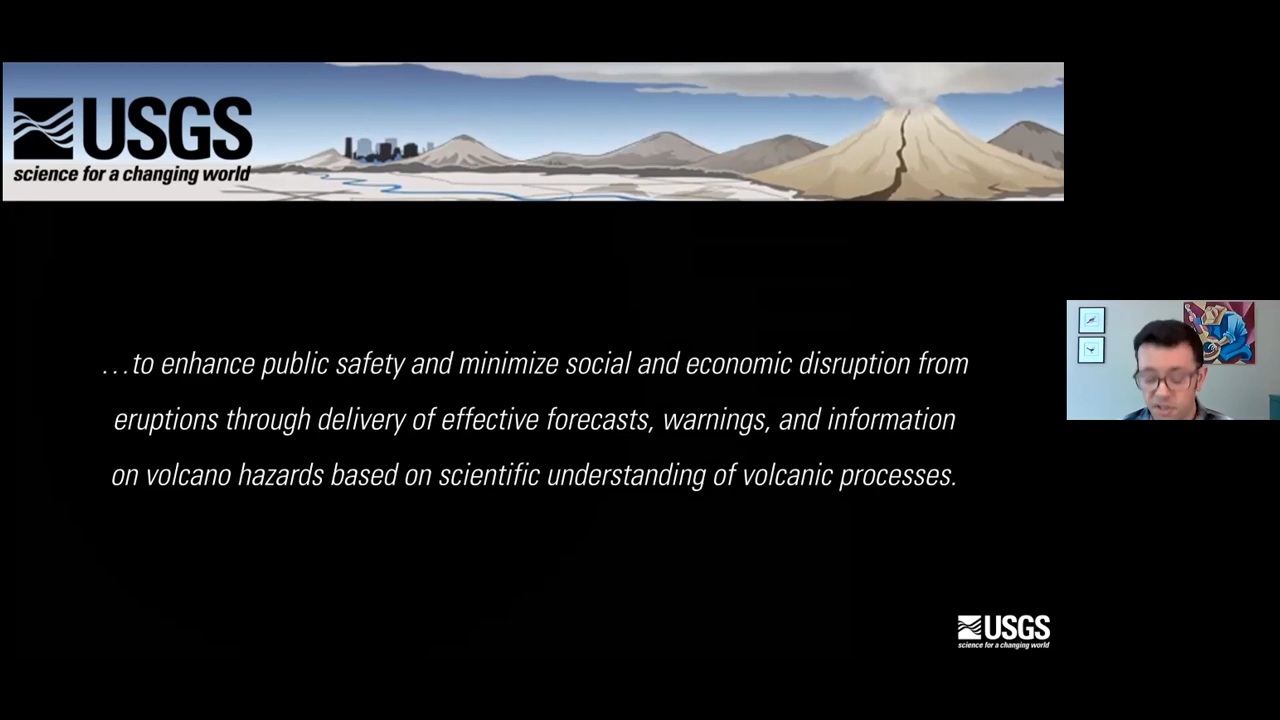 USGS
science for a changing world
…to enhance public safety and minimize social and economic disruption from
eruptions through delivery of effective forecasts, warnings, and information
on volcano hazards based on scientific understanding of volcanic processes.
USGS
science for a changing world